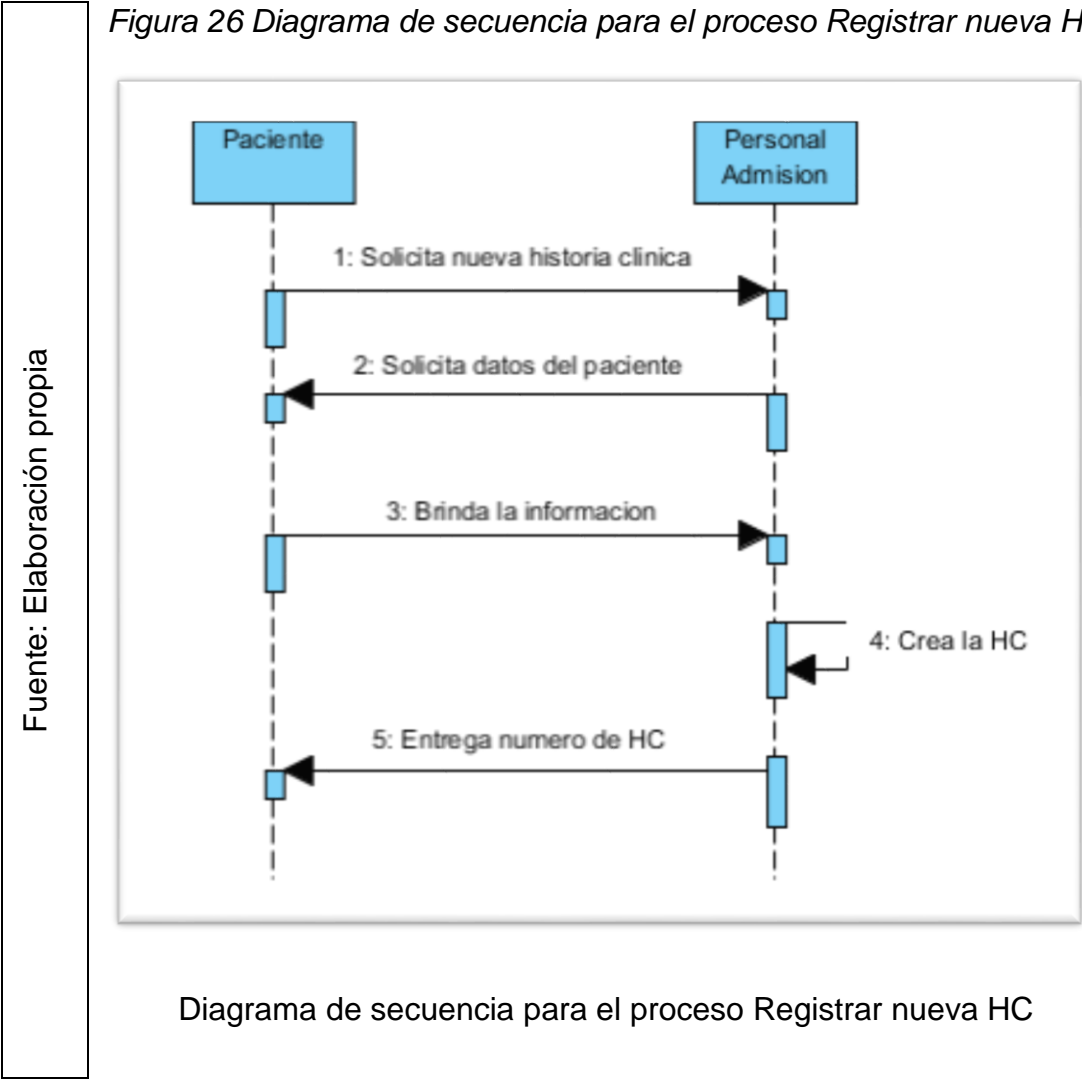 Figura 26 Diagrama de secuencia para el proceso Registrar nueva H
Paciente
Personal
Admision
1: Solicita nueva historia clinica
2: Solicita datos del paciente
3: Brinda la informacion
4: Crea la HC
5: Entrega numero de HC
Diagrama de secuencia para el proceso Registrar nueva HC
Fuente: Elaboración propia